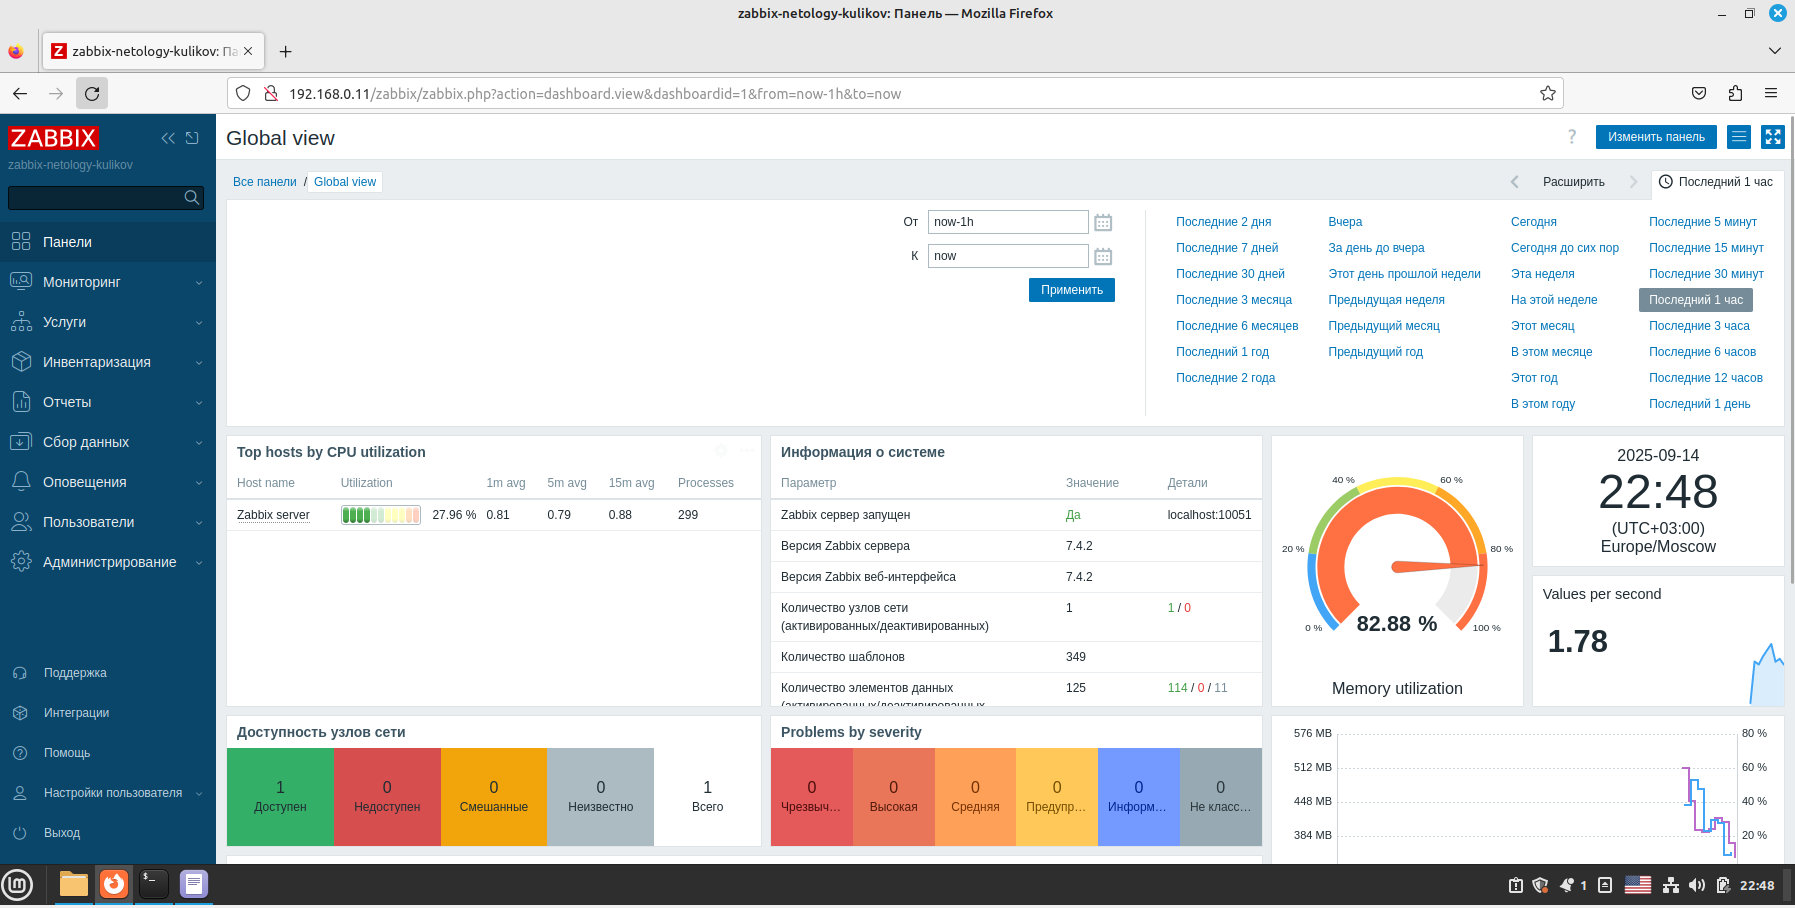 zabbix-netology-kulikov: Панель — Mozilla Firefox
zabbix-netology-kulikov: Па
192.168.0.11/zabbix/zabbix.php?action=dashboard.view&dashboardid=1&from=now-1h&to=now
ZABBIX
zabbix-netology-kulikov
Панели
Мониторинг
Услуги
Инвентаризация
Отчеты
Сбор данных
Оповещения
Пользователи
Администрирование
Поддержка
Интеграции
Помощь
Настройки пользователя
Выход
Global view
? Изменить панель
Все панели / Global view
Расширить
Последний 1 час
От now-1h
К now
Применить
Последние 2 дня Вчера Сегодня Последние 5 минут
Последние 7 дней За день до вчера Сегодня до сих пор Последние 15 минут
Последние 30 дней Этот день прошлой недели Эта неделя Последние 30 минут
Последние 3 месяца Предыдущая неделя На этой неделе Последний 1 час
Последние 6 месяцев Предыдущий месяц Этот месяц Последние 3 часа
Последний 1 год Предыдущий год В этом месяце Последние 6 часов
Последние 2 года Этот год Последние 12 часов
В этом году Последний 1 день
Top hosts by CPU utilization
Host name Utilization 1m avg 5m avg 15m avg Processes
Zabbix server 27.96 % 0.81 0.79 0.88 299
Информация о системе
Параметр Значение Детали
Zabbix сервер запущен Да localhost:10051
Версия Zabbix сервера 7.4.2
Версия Zabbix веб-интерфейса 7.4.2
Количество узлов сети 1 1 / 0
(активированных/деактивированных)
Количество шаблонов 349
Количество элементов данных 125 114 / 0 / 11
(активированных/деактивированных
40 % 60 %
20 % 80 %
0 % 82.88 % 100 %
Memory utilization
2025-09-14
22:48
(UTC+03:00)
Europe/Moscow
Values per second
1.78
Доступность узлов сети
1 0 0 0 1
Доступен Недоступен Смешанные Неизвестно Всего
Problems by severity
0 0 0 0 0 0
Чрезвыч… Высокая Средняя Предупр… Информ… Не класс…
576 MB 80 %
512 MB 60 %
448 MB 40 %
384 MB 20 %
1 22:48